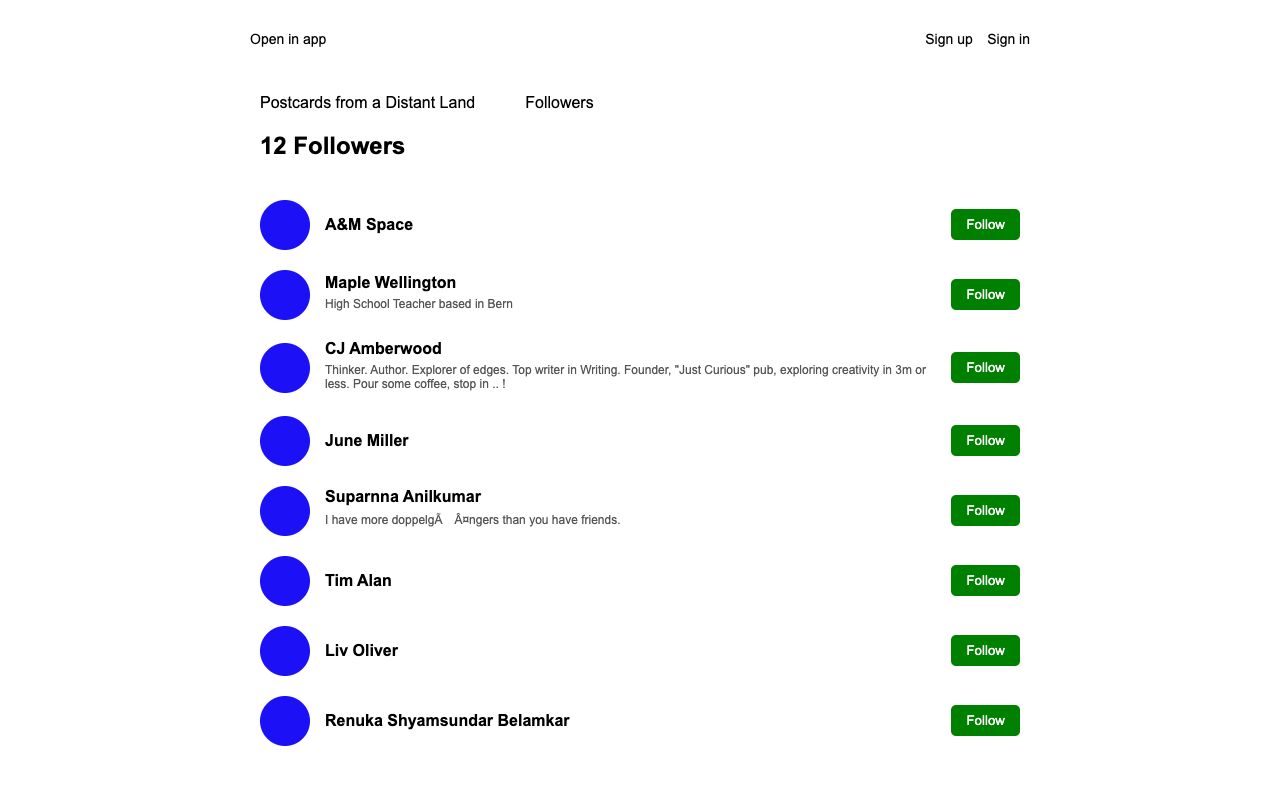 Open in app
Sign up Sign in
Postcards from a Distant Land Followers
12 Followers
A&M Space
Follow
Maple Wellington
High School Teacher based in Bern
Follow
CJ Amberwood
Thinker. Author. Explorer of edges. Top writer in Writing. Founder, "Just Curious" pub, exploring creativity in 3m or
less. Pour some coffee, stop in .. !
Follow
June Miller
Follow
Suparnna Anilkumar
I have more doppelgÃ Â¤ngers than you have friends.
Follow
Tim Alan
Follow
Liv Oliver
Follow
Renuka Shyamsundar Belamkar
Follow